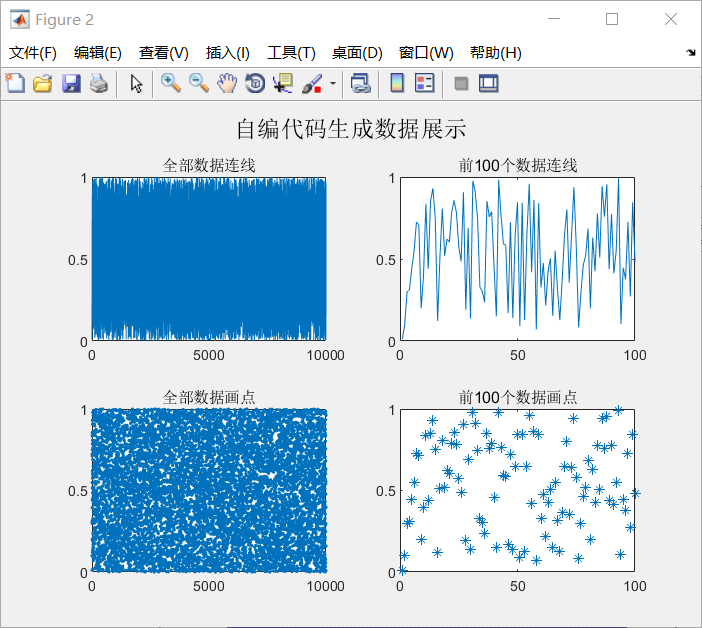 Figure 2
文件(F) 编辑(E) 查看(V) 插入(I) 工具(T) 桌面(D) 窗口(W) 帮助(H)
自编代码生成数据展示
全部数据连线
1
0.5
0
0 5000 10000
前100个数据连线
1
0.5
0
0 50 100
全部数据画点
1
0.5
0
0 5000 10000
前100个数据画点
1
0.5
0
0 50 100